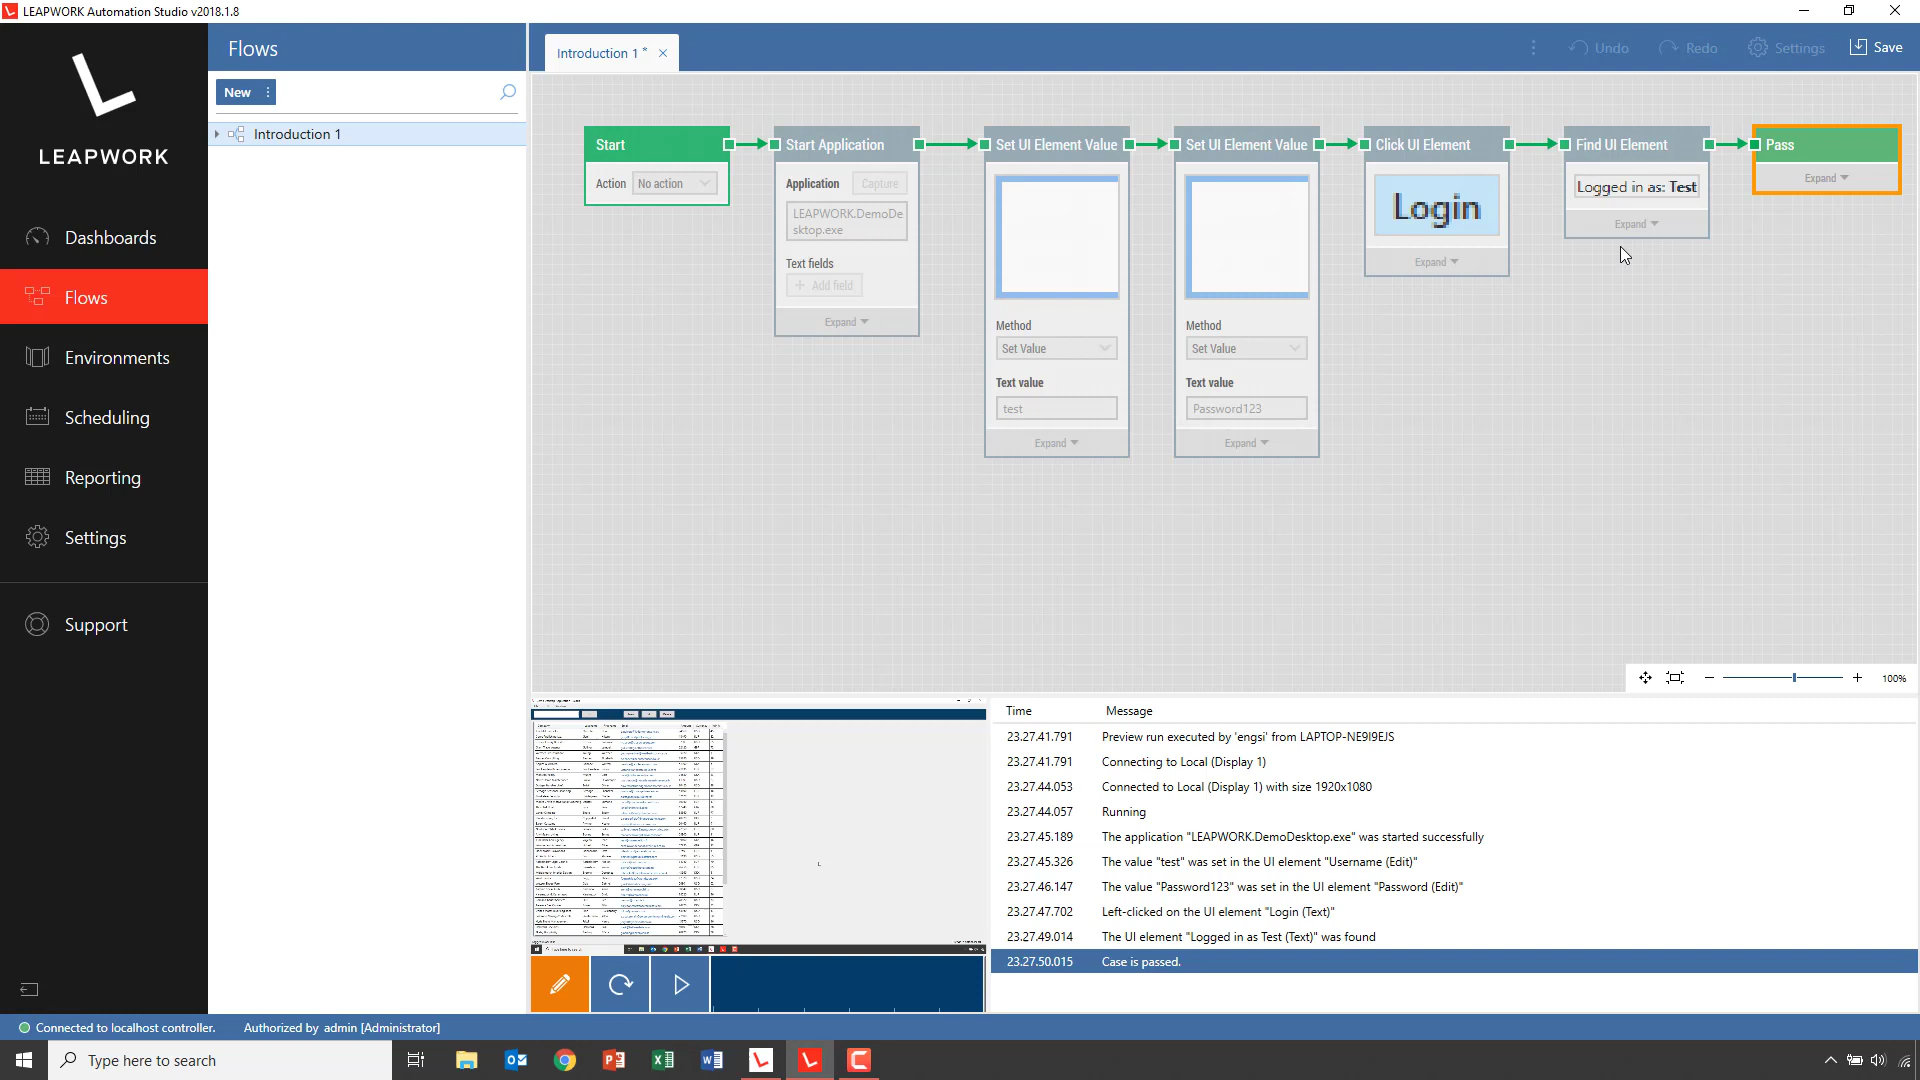 LEAPWORK Automation Studio v2018.1.8
LEAPWORK
Dashboards
Flows
Environments
Scheduling
Reporting
Settings
Support
Flows
New
Introduction 1
Introduction 1 *
Undo
Redo
Settings
Save
Start
Action No action
Start Application
Application Capture
LEAPWORK.DemoDe
sktop.exe
Text fields
Add field
Expand
Set UI Element Value
Method
Set Value
Text value
test
Expand
Set UI Element Value
Method
Set Value
Text value
Password123
Expand
Click UI Element
Login
Expand
Find UI Element
Logged in as: Test
Expand
Pass
Expand
100%
Time Message
23.27.41.791 Preview run executed by 'engsi' from LAPTOP-NE9I9EJS
23.27.41.791 Connecting to Local (Display 1)
23.27.44.053 Connected to Local (Display 1) with size 1920x1080
23.27.44.057 Running
23.27.45.189 The application "LEAPWORK.DemoDesktop.exe" was started successfully
23.27.45.326 The value "test" was set in the UI element "Username (Edit)"
23.27.46.147 The value "Password123" was set in the UI element "Password (Edit)"
23.27.47.702 Left-clicked on the UI element "Login (Text)"
23.27.49.014 The UI element "Logged in as Test (Text)" was found
23.27.50.015 Case is passed.
Connected to localhost controller. Authorized by admin [Administrator]
Type here to search